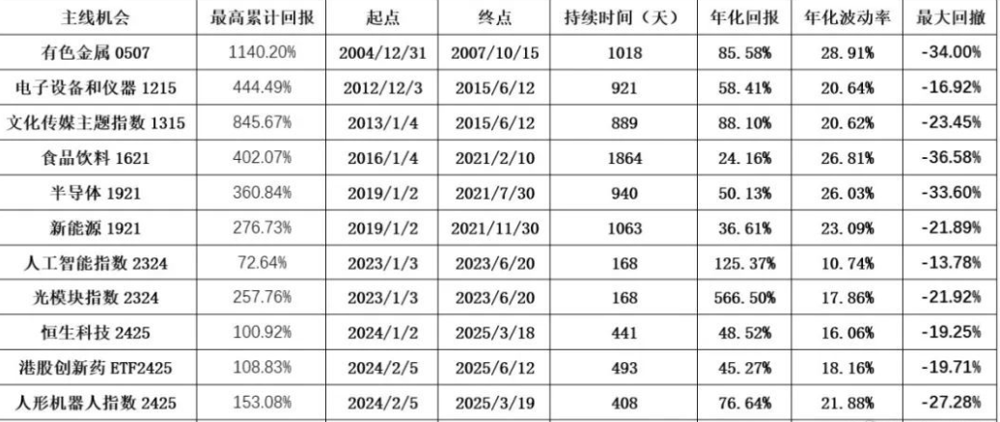 主线机会 最高累计回报 起点 终点 持续时间（天） 年化回报 年化波动率 最大回撤
有色金属 0507 1140.20% 2004/12/31 2007/10/15 1018 85.58% 28.91% -34.00%
电子设备和仪器 1215 444.49% 2012/12/3 2015/6/12 921 58.41% 20.64% -16.92%
文化传媒主题指数 1315 845.67% 2013/1/4 2015/6/12 889 88.10% 20.62% -23.45%
食品饮料 1621 402.07% 2016/1/4 2021/2/10 1864 24.16% 26.81% -36.58%
半导体 1921 360.84% 2019/1/2 2021/7/30 940 50.13% 26.03% -33.60%
新能源 1921 276.73% 2019/1/2 2021/11/30 1063 36.61% 23.09% -21.89%
人工智能指数 2324 72.64% 2023/1/3 2023/6/20 168 125.37% 10.74% -13.78%
光模块指数 2324 257.76% 2023/1/3 2023/6/20 168 566.50% 17.86% -21.92%
恒生科技 2425 100.92% 2024/1/2 2025/3/18 441 48.52% 16.06% -19.25%
港股创新药 ETF2425 108.83% 2024/2/5 2025/6/12 493 45.27% 18.16% -19.71%
人形机器人指数 2425 153.08% 2024/2/5 2025/3/19 408 76.64% 21.88% -27.28%